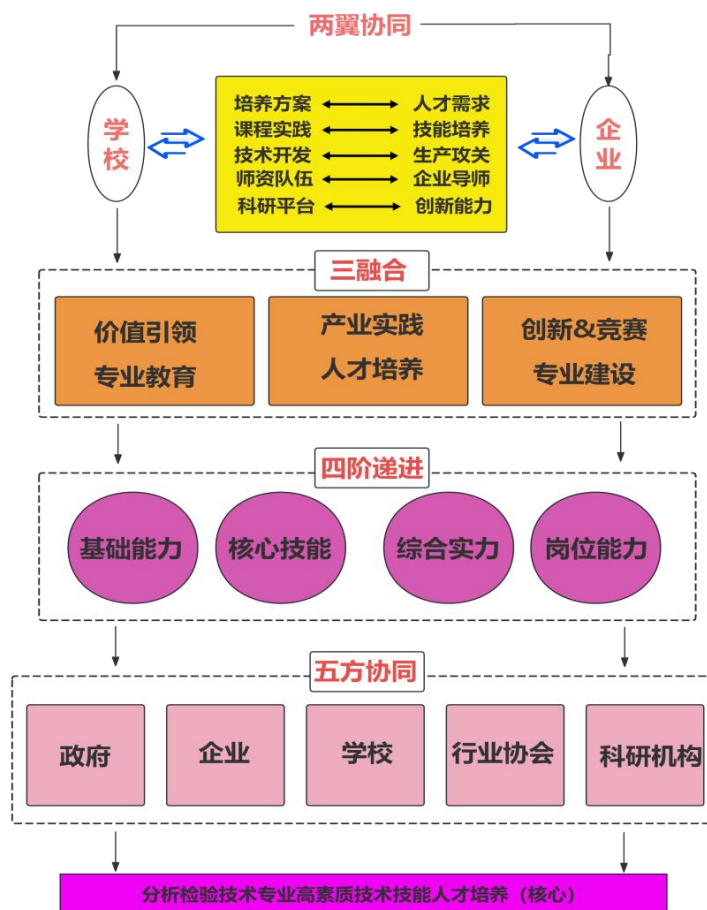 两翼协同
学校
企业
培养方案 人才需求
课程实践 技能培养
技术开发 生产攻关
师资队伍 企业导师
科研平台 创新能力
三融合
价值引领
专业教育
产业实践
人才培养
创新&竞赛
专业建设
四阶递进
基础能力
核心技能
综合实力
岗位能力
五方协同
政府
企业
学校
行业协会
科研机构
分析检验技术专业高素质技术技能人才培养（核心）